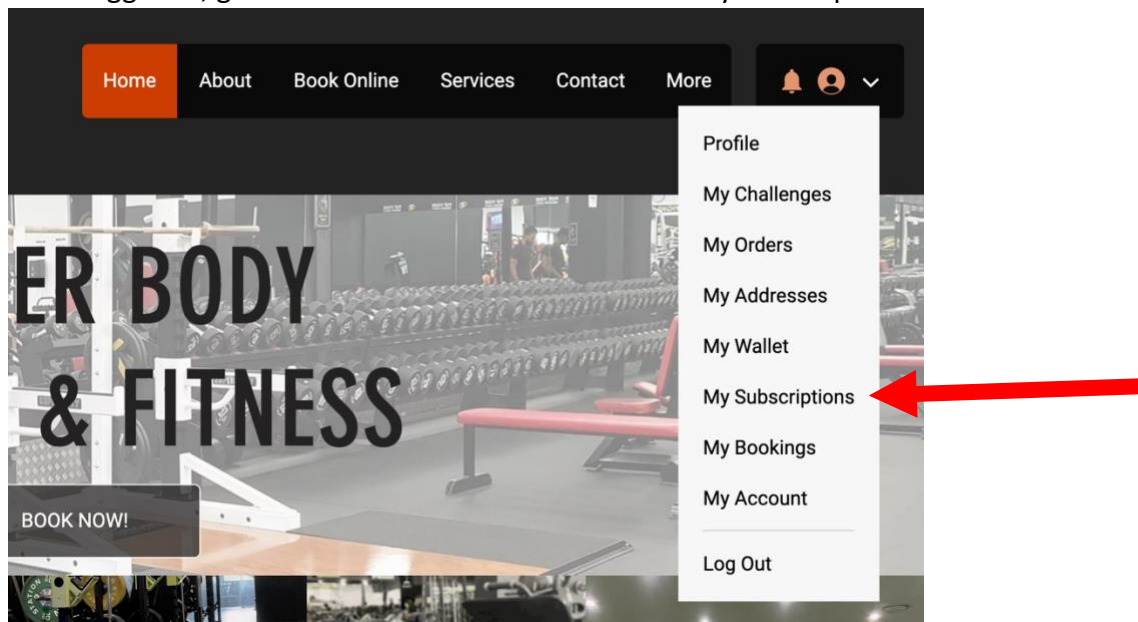 Home About Book Online Services Contact More
Profile
My Challenges
My Orders
My Addresses
My Wallet
My Subscriptions
My Bookings
My Account
Log Out
ER BODY
& FITNESS
BOOK NOW!